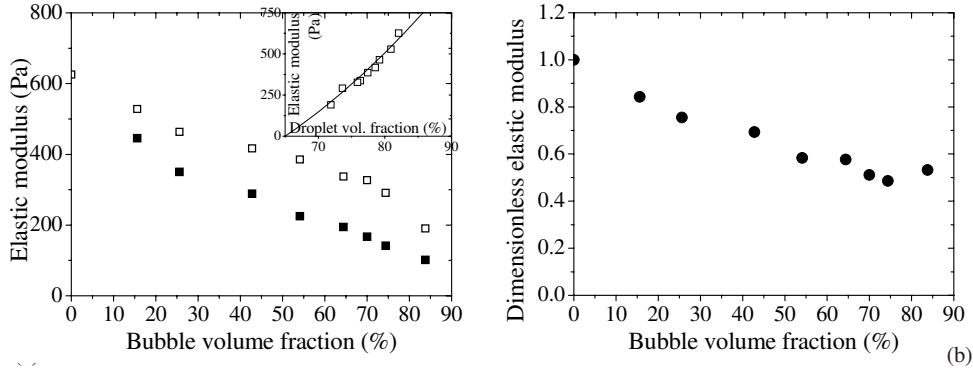 800
600
400
200
0
0 10 20 30 40 50 60 70 80 90
Elastic modulus (Pa)
Bubble volume fraction (%)
750
500
250
0
70 80 90
Elastic modulus
(Pa)
Droplet vol. fraction (%)
1.2
1.0
0.8
0.6
0.4
0.2
0.0
0 10 20 30 40 50 60 70 80 90
Dimensionless elastic modulus
Bubble volume fraction (%)
(b)